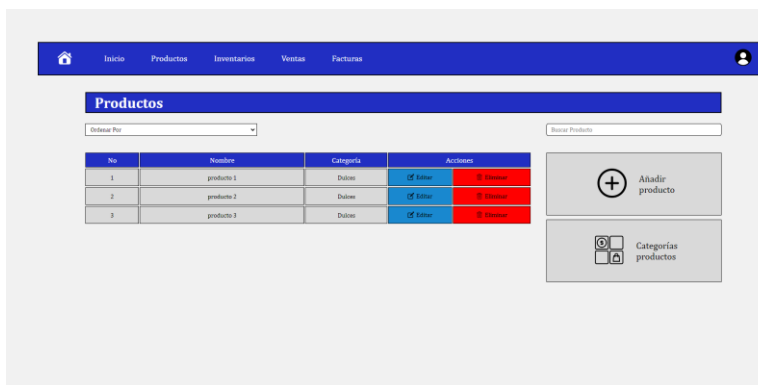 Inicio Productos Inventarios Ventas Facturas
Productos
Ordenar Por
Buscar Producto
No Nombre Categoría Acciones
1 producto 1 Dulces Editar Eliminar
2 producto 2 Dulces Editar Eliminar
3 producto 3 Dulces Editar Eliminar
Añadir
producto
Categorías
productos